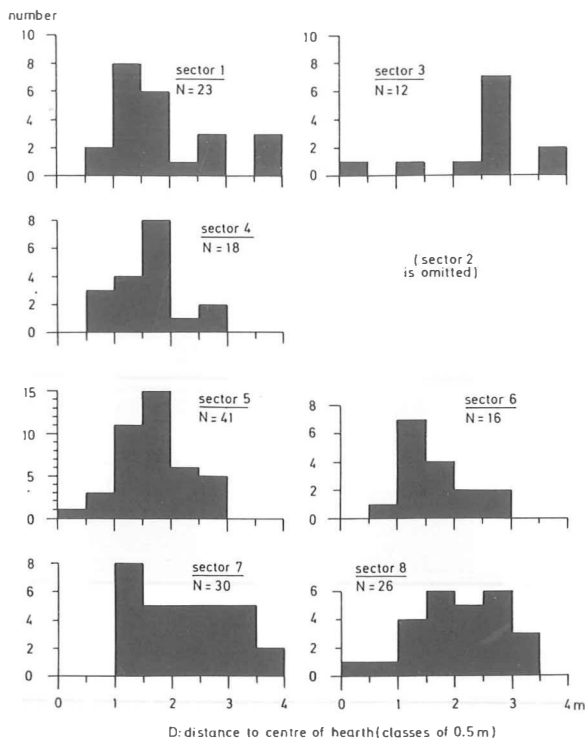 number
10
8
6
4
2
0
sector 1
N = 23
10
8
6
4
2
0
sector 3
N = 12
8
6
4
2
0
sector 4
N = 18
(sector 2
is omitted)
15
10
5
0
sector 5
N = 41
8
6
4
2
0
sector 6
N = 16
8
6
4
2
0
sector 7
N = 30
6
4
2
0
sector 8
N = 26
0 1 2 3 4
0 1 2 3 4 m
D: distance to centre of hearth (classes of 0.5 m)